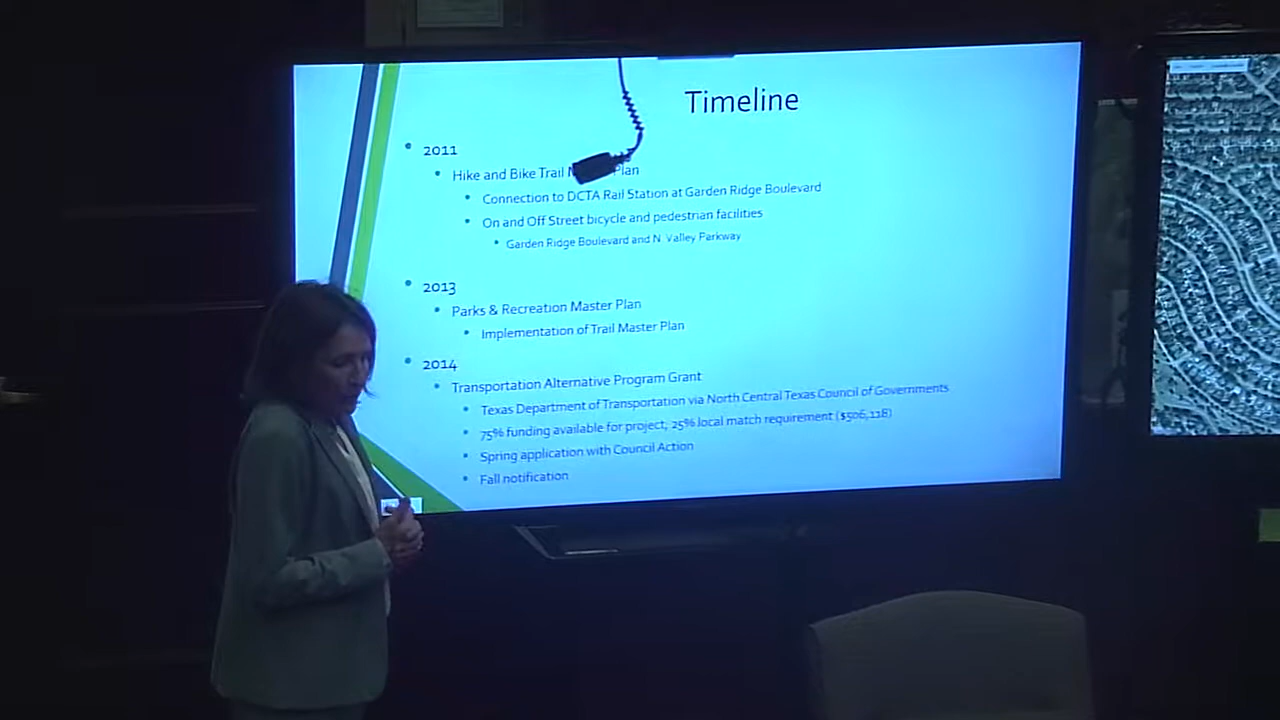 Timeline
• 2011
• Hike and Bike Trail Plan
• Connection to DCTA Rail Station at Garden Ridge Boulevard
• On and Off Street bicycle and pedestrian facilities
• Garden Ridge Boulevard and N. Valley Parkway
• 2013
• Parks & Recreation Master Plan
• Implementation of Trail Master Plan
• 2014
• Transportation Alternative Program Grant
• Texas Department of Transportation via North Central Texas Council of Governments
• 75% funding available for project, 25% local match requirement ($506,118)
• Spring application with Council Action
• Fall notification